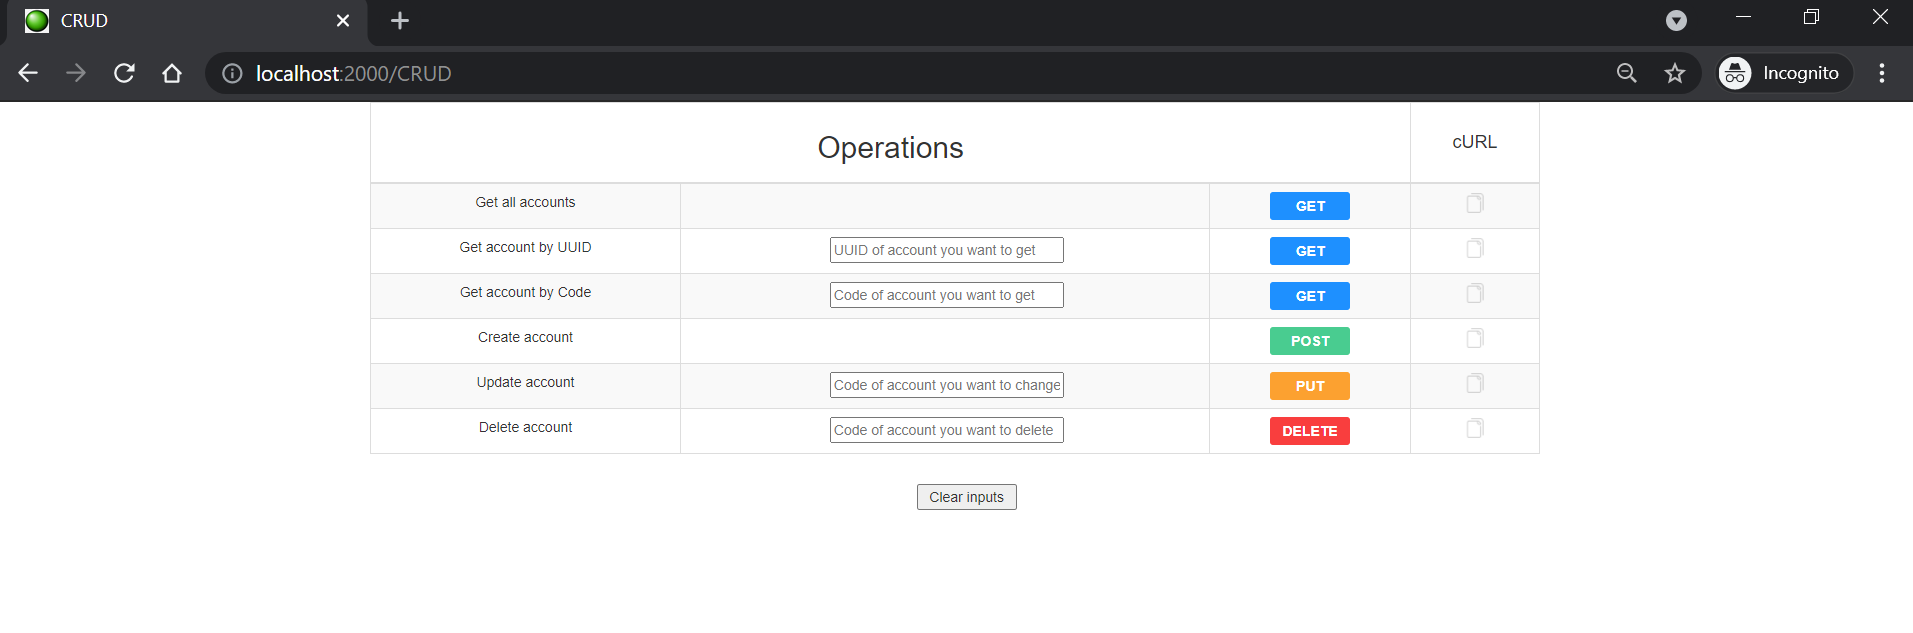 CRUD
localhost:2000/CRUD
Incognito
Operations
cURL
Get all accounts
GET
Get account by UUID
UUID of account you want to get
GET
Get account by Code
Code of account you want to get
GET
Create account
POST
Update account
Code of account you want to change
PUT
Delete account
Code of account you want to delete
DELETE
Clear inputs